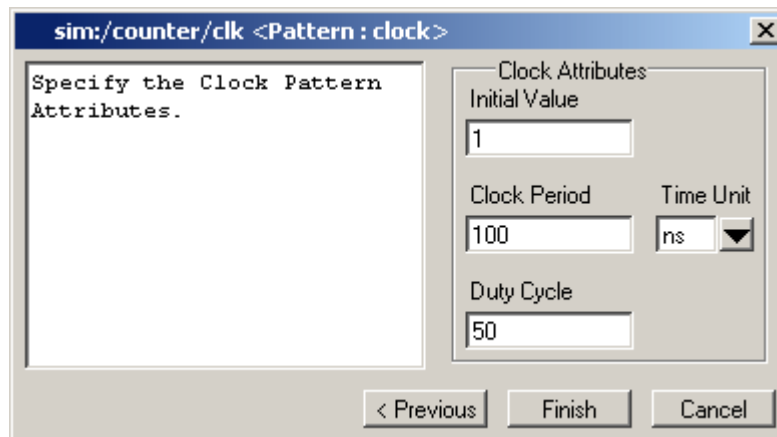 sim:/counter/clk <Pattern : clock>
Specify the Clock Pattern
Attributes.
Clock Attributes
Initial Value
1
Clock Period Time Unit
100 ns
Duty Cycle
50
< Previous Finish Cancel